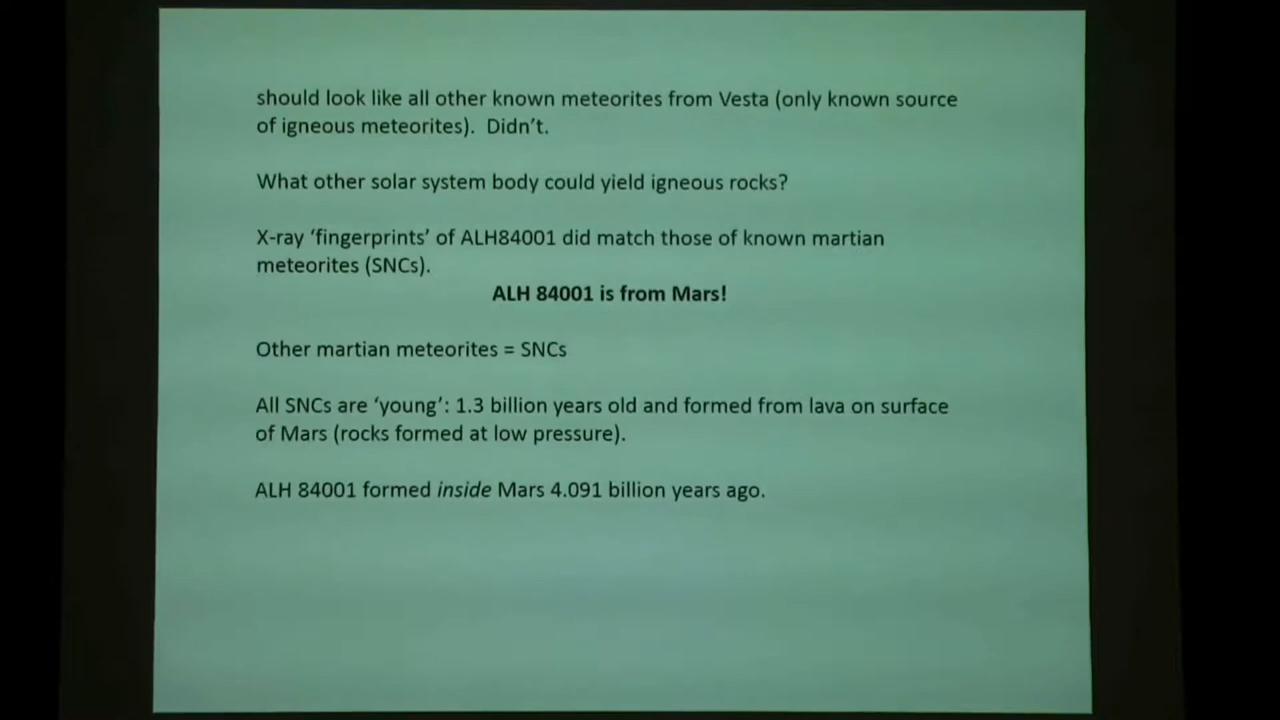 should look like all other known meteorites from Vesta (only known source
of igneous meteorites).  Didn't.
What other solar system body could yield igneous rocks?
X-ray 'fingerprints' of ALH84001 did match those of known martian
meteorites (SNCs).
ALH 84001 is from Mars!
Other martian meteorites = SNCs
All SNCs are 'young': 1.3 billion years old and formed from lava on surface
of Mars (rocks formed at low pressure).
ALH 84001 formed inside Mars 4.091 billion years ago.